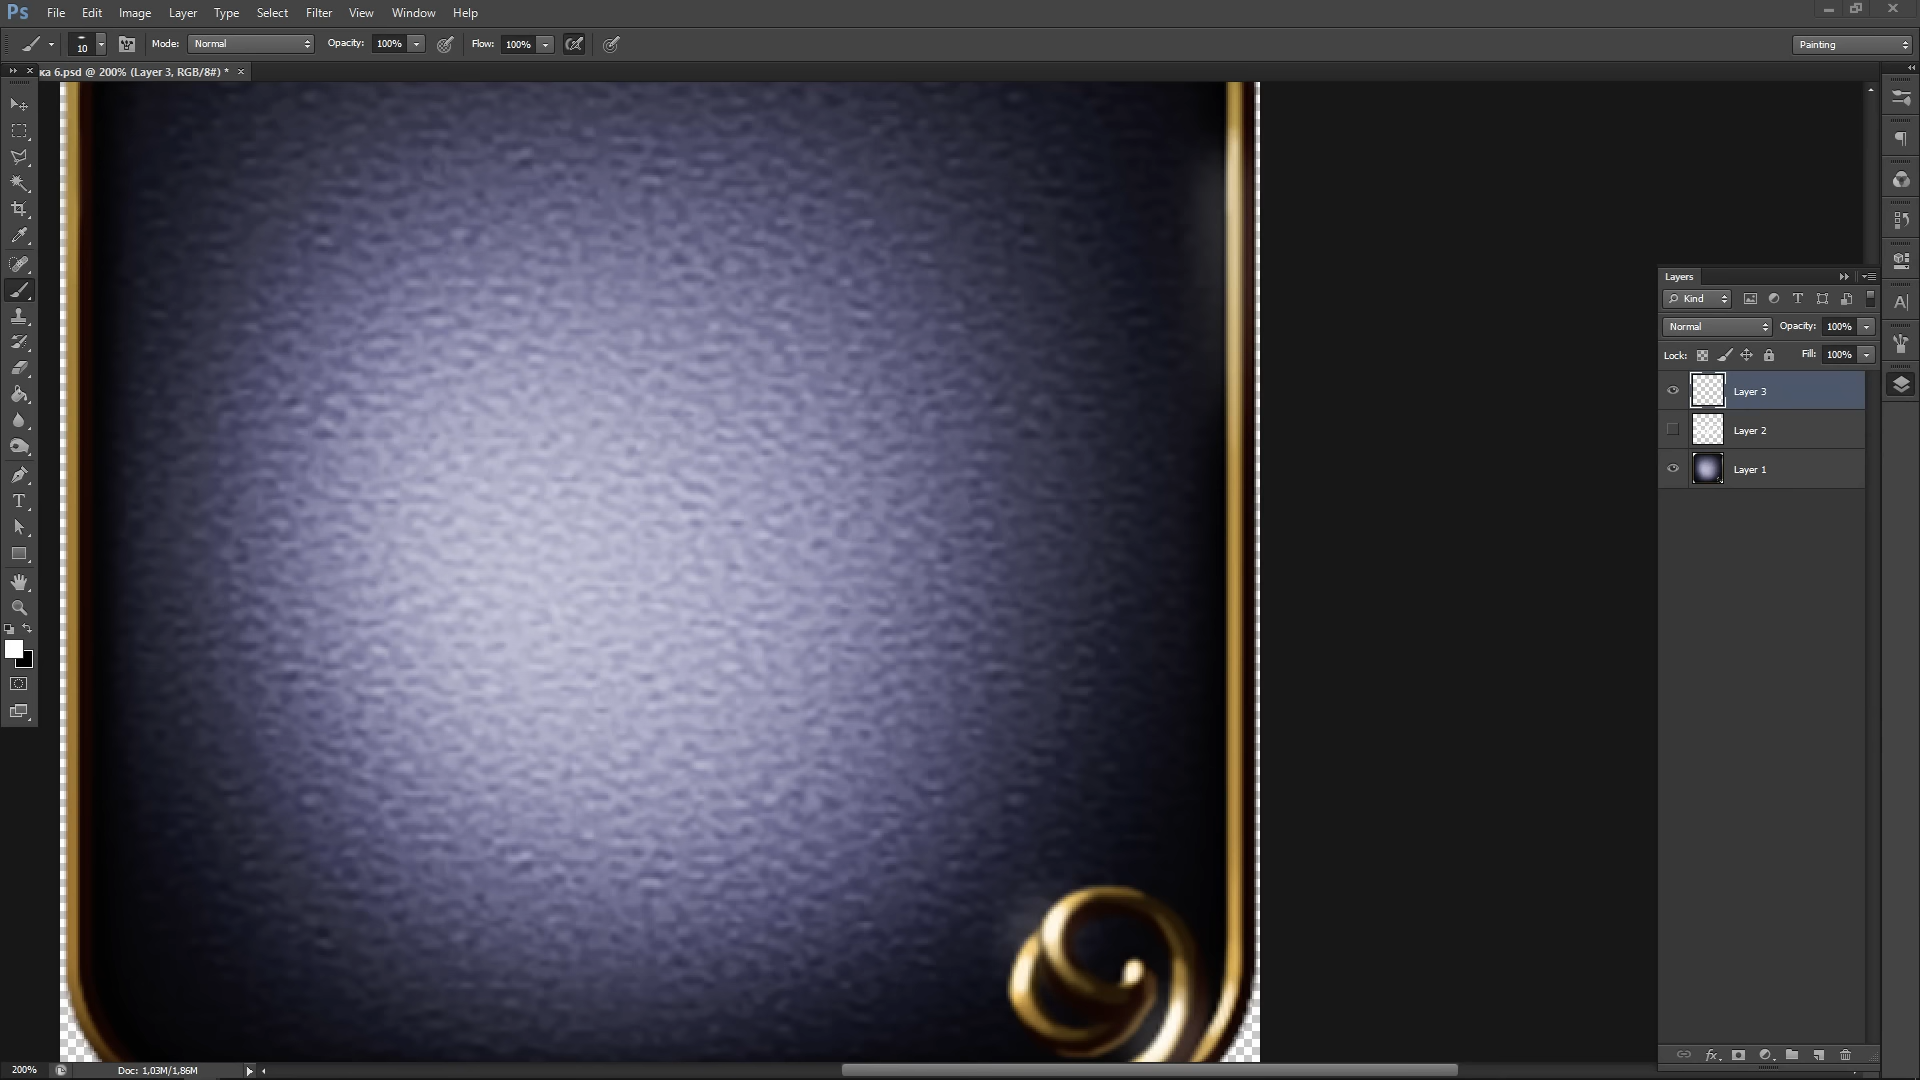 Ps File Edit Image Layer Type Select Filter View Window Help
10 Mode: Normal Opacity: 100% Flow: 100% Painting
ка 6.psd @ 200% (Layer 3, RGB/8#) * ×
Layers
Kind
Normal Opacity: 100%
Lock: Fill: 100%
Layer 3
Layer 2
Layer 1
200% Doc: 1,03M/1,86M